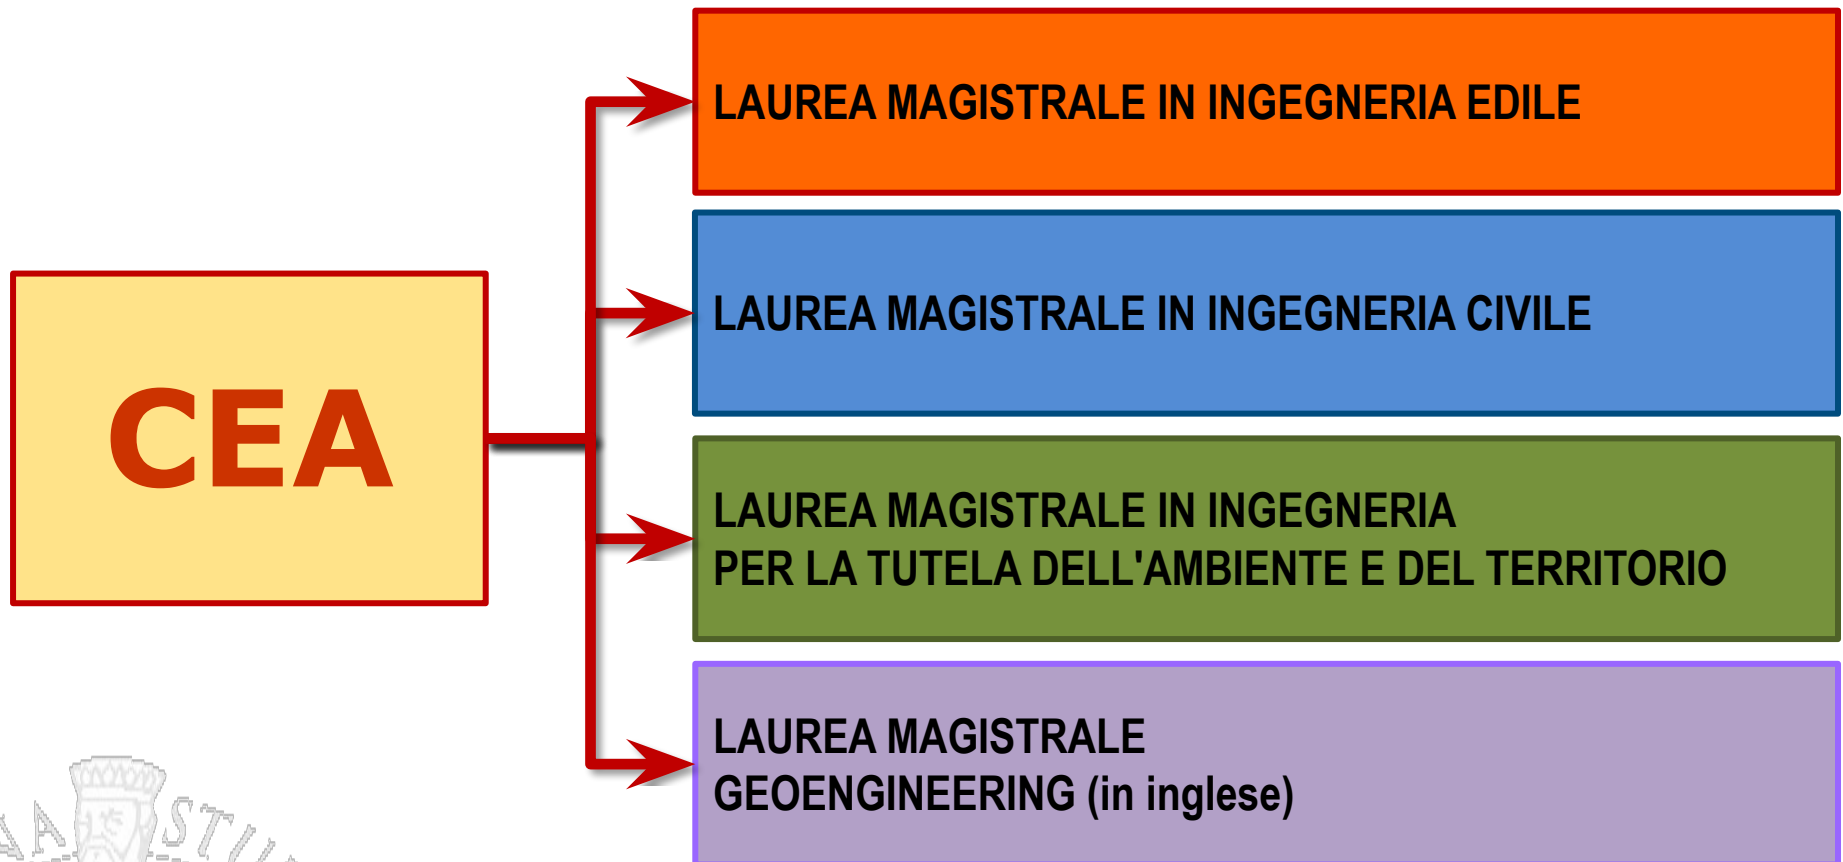 CEA
LAUREA MAGISTRALE IN INGEGNERIA EDILE
LAUREA MAGISTRALE IN INGEGNERIA CIVILE
LAUREA MAGISTRALE IN INGEGNERIA
PER LA TUTELA DELL'AMBIENTE E DEL TERRITORIO
LAUREA MAGISTRALE
GEOENGINEERING (in inglese)